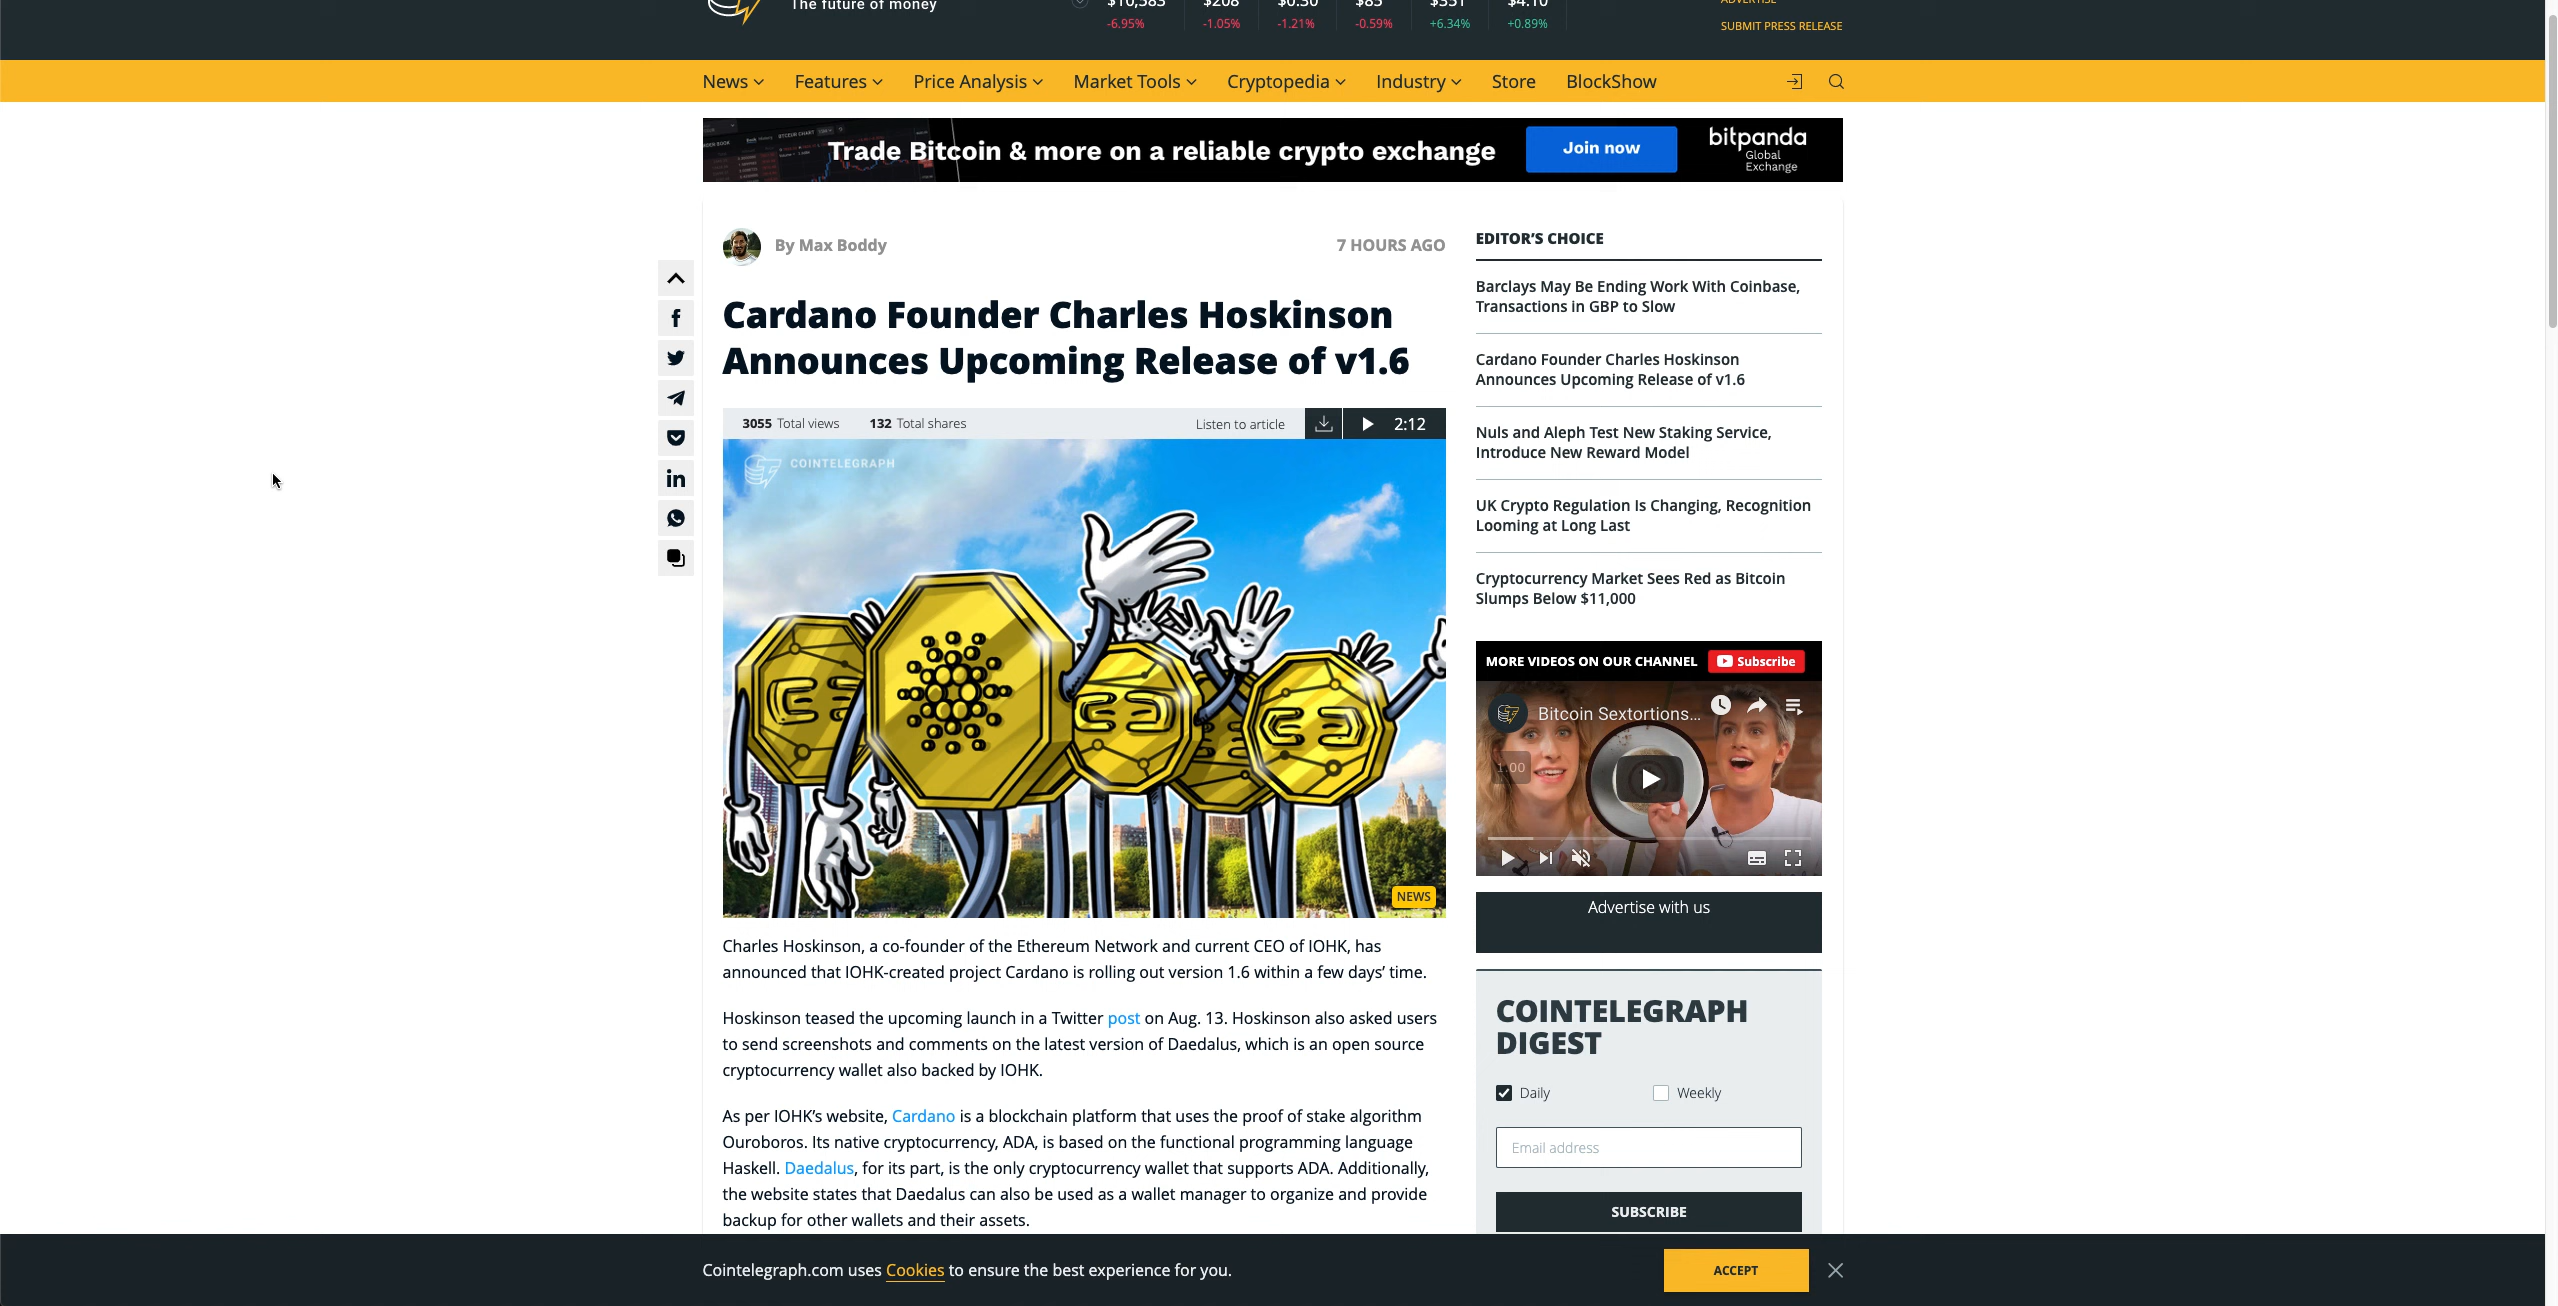 The future of money
$10,583 $208 $0.30 $85 $351 $4.10
-6.95% -1.05% -1.21% -0.59% +6.34% +0.89%
ADVERTISE
SUBMIT PRESS RELEASE
News Features Price Analysis Market Tools Cryptopedia Industry Store BlockShow
Trade Bitcoin & more on a reliable crypto exchange
Join now
bitpanda
Global
Exchange
By Max Boddy
7 HOURS AGO
Cardano Founder Charles Hoskinson
Announces Upcoming Release of v1.6
3055 Total views 132 Total shares Listen to article 2:12
COINTELEGRAPH
NEWS
Charles Hoskinson, a co-founder of the Ethereum Network and current CEO of IOHK, has
announced that IOHK-created project Cardano is rolling out version 1.6 within a few days’ time.
Hoskinson teased the upcoming launch in a Twitter post on Aug. 13. Hoskinson also asked users
to send screenshots and comments on the latest version of Daedalus, which is an open source
cryptocurrency wallet also backed by IOHK.
As per IOHK’s website, Cardano is a blockchain platform that uses the proof of stake algorithm
Ouroboros. Its native cryptocurrency, ADA, is based on the functional programming language
Haskell. Daedalus, for its part, is the only cryptocurrency wallet that supports ADA. Additionally,
the website states that Daedalus can also be used as a wallet manager to organize and provide
backup for other wallets and their assets.
EDITOR’S CHOICE
Barclays May Be Ending Work With Coinbase,
Transactions in GBP to Slow
Cardano Founder Charles Hoskinson
Announces Upcoming Release of v1.6
Nuls and Aleph Test New Staking Service,
Introduce New Reward Model
UK Crypto Regulation Is Changing, Recognition
Looming at Long Last
Cryptocurrency Market Sees Red as Bitcoin
Slumps Below $11,000
MORE VIDEOS ON OUR CHANNEL Subscribe
Bitcoin Sextortions...
1.00
Advertise with us
COINTELEGRAPH
DIGEST
Daily Weekly
Email address
SUBSCRIBE
Cointelegraph.com uses Cookies to ensure the best experience for you.
ACCEPT